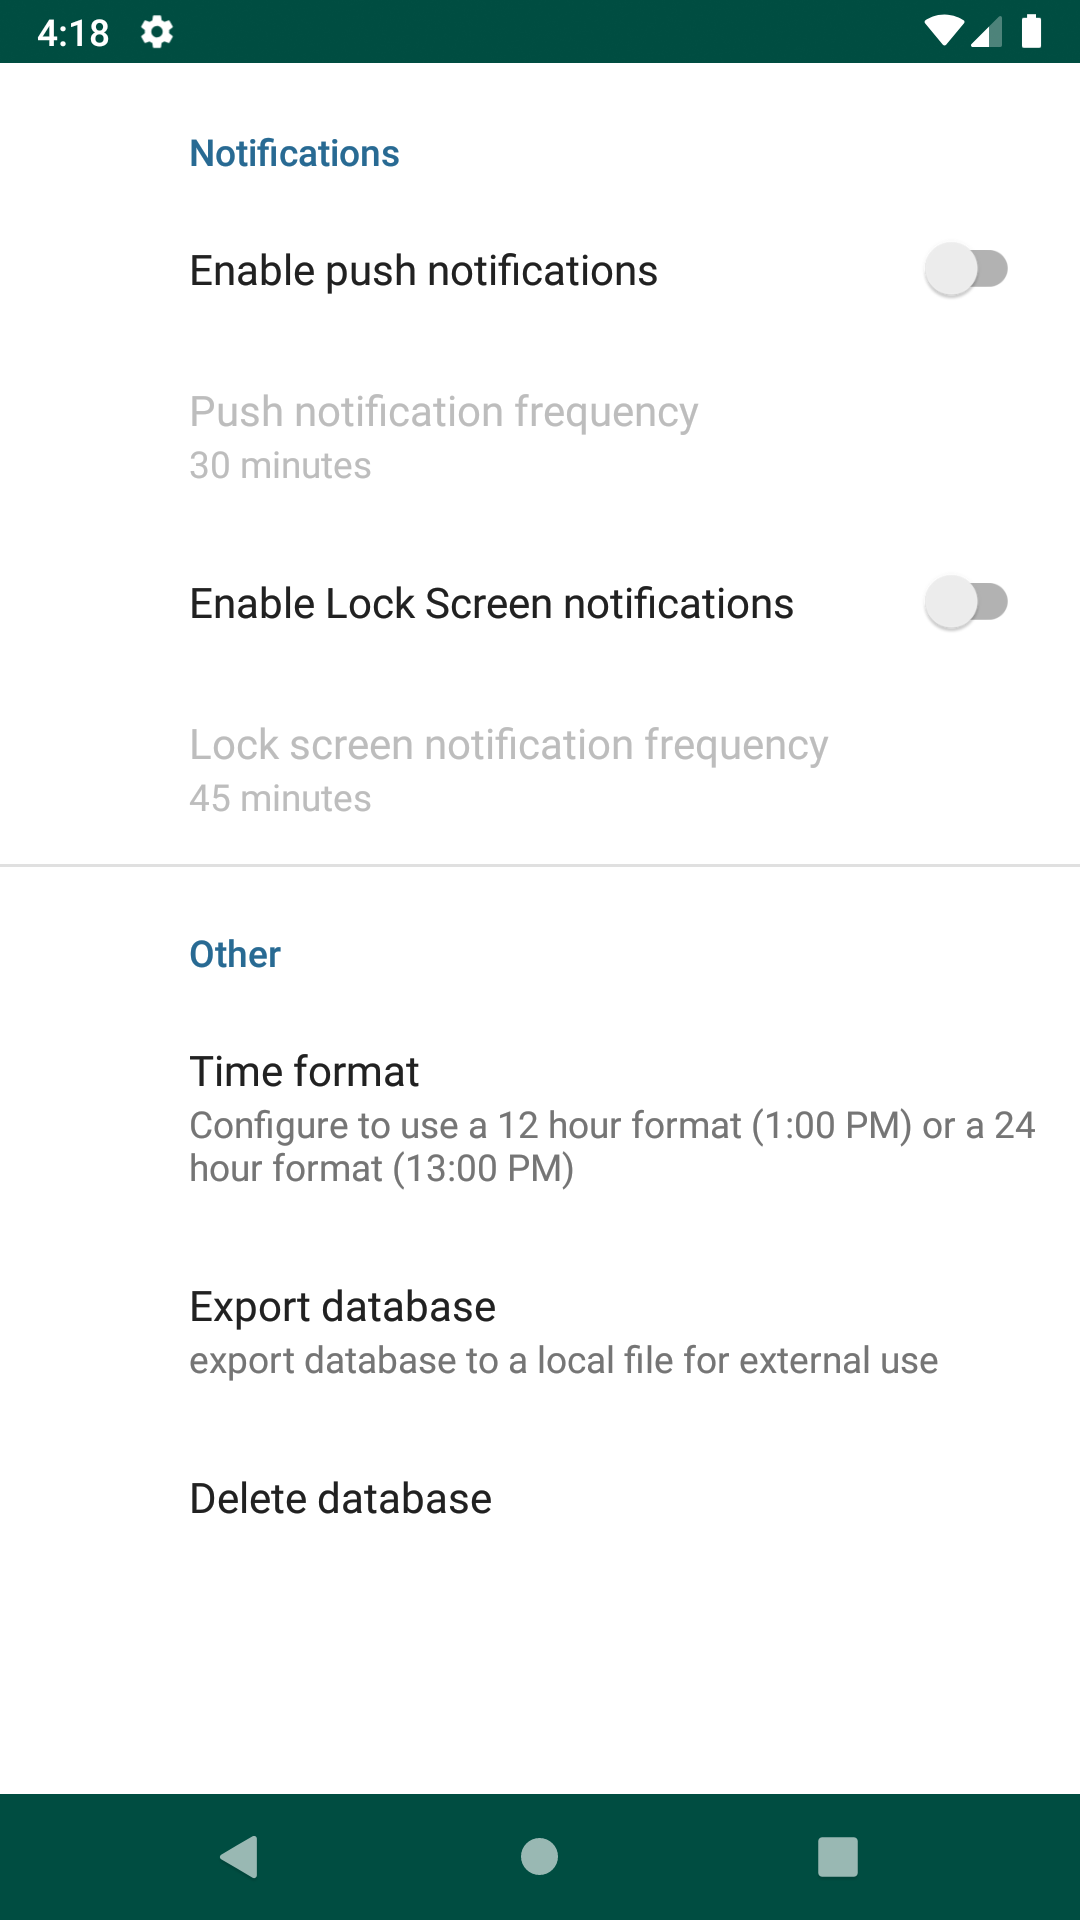 4:18
Notifications
Enable push notifications
Push notification frequency
30 minutes
Enable Lock Screen notifications
Lock screen notification frequency
45 minutes
Other
Time format
Configure to use a 12 hour format (1:00 PM) or a 24
hour format (13:00 PM)
Export database
export database to a local file for external use
Delete database